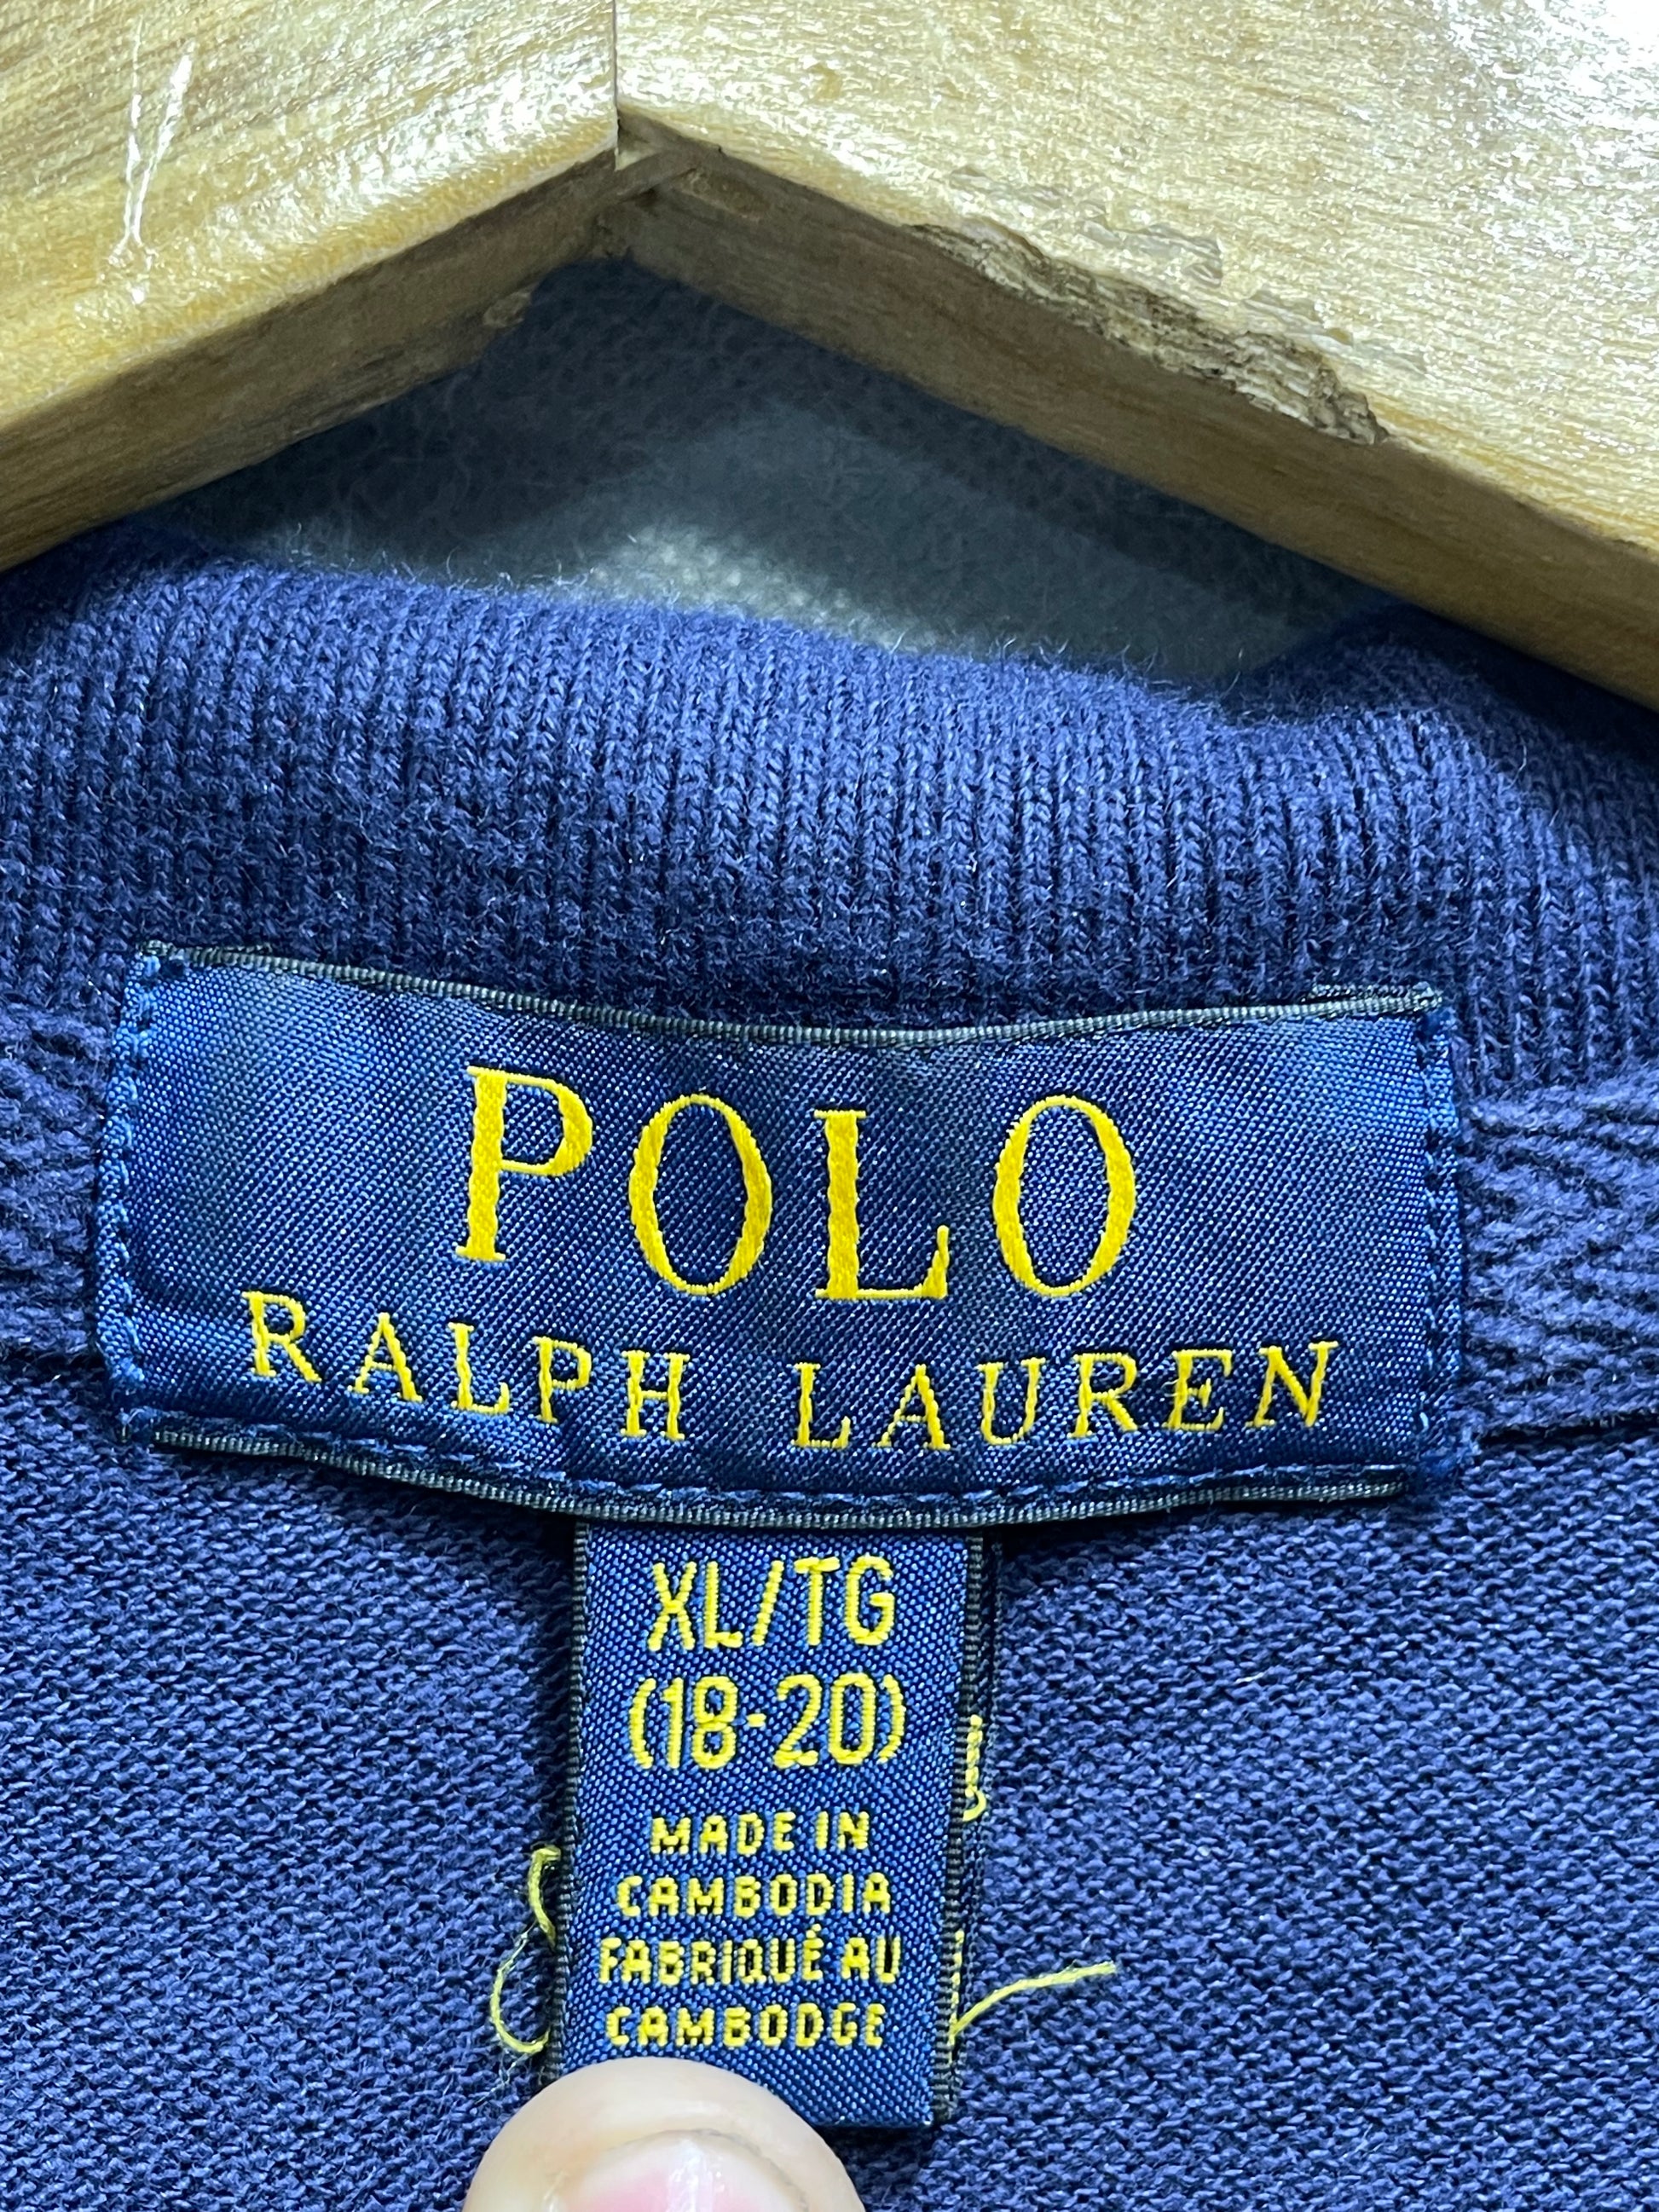 POLO
RALPH LAUREN
XL/TG
(18-20)
MADE IN
CAMBODIA
FABRIQUÉ AU
CAMBODGE